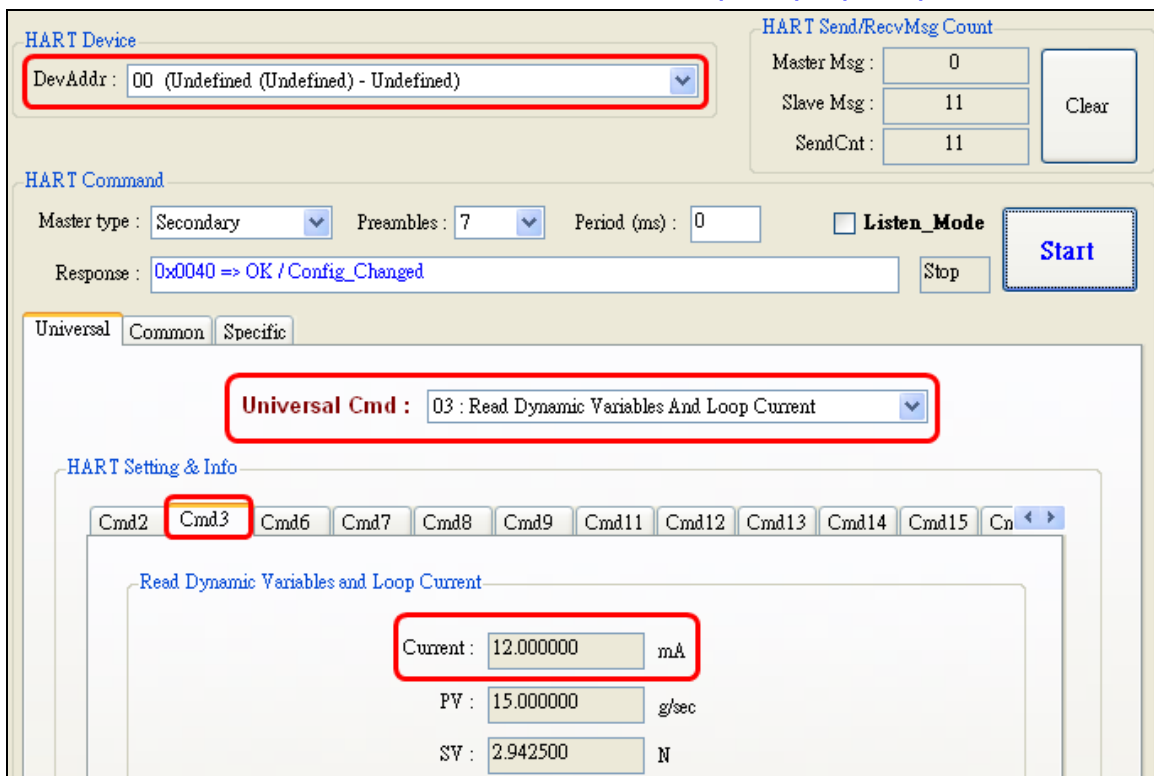 HART Device
DevAddr : 00 (Undefined (Undefined) - Undefined)
HART Send/RecvMsg Count
Master Msg : 0
Slave Msg : 11
SendCnt : 11
Clear
HART Command
Master type : Secondary Preambles : 7 Period (ms) : 0 Listen_Mode
Start
Response : 0x0040 => OK / Config_Changed Stop
Universal Common Specific
Universal Cmd : 03 : Read Dynamic Variables And Loop Current
HART Setting & Info
Cmd2 Cmd3 Cmd6 Cmd7 Cmd8 Cmd9 Cmd11 Cmd12 Cmd13 Cmd14 Cmd15
Read Dynamic Variables and Loop Current
Current : 12.000000 mA
PV : 15.000000 g/sec
SV : 2.942500 N